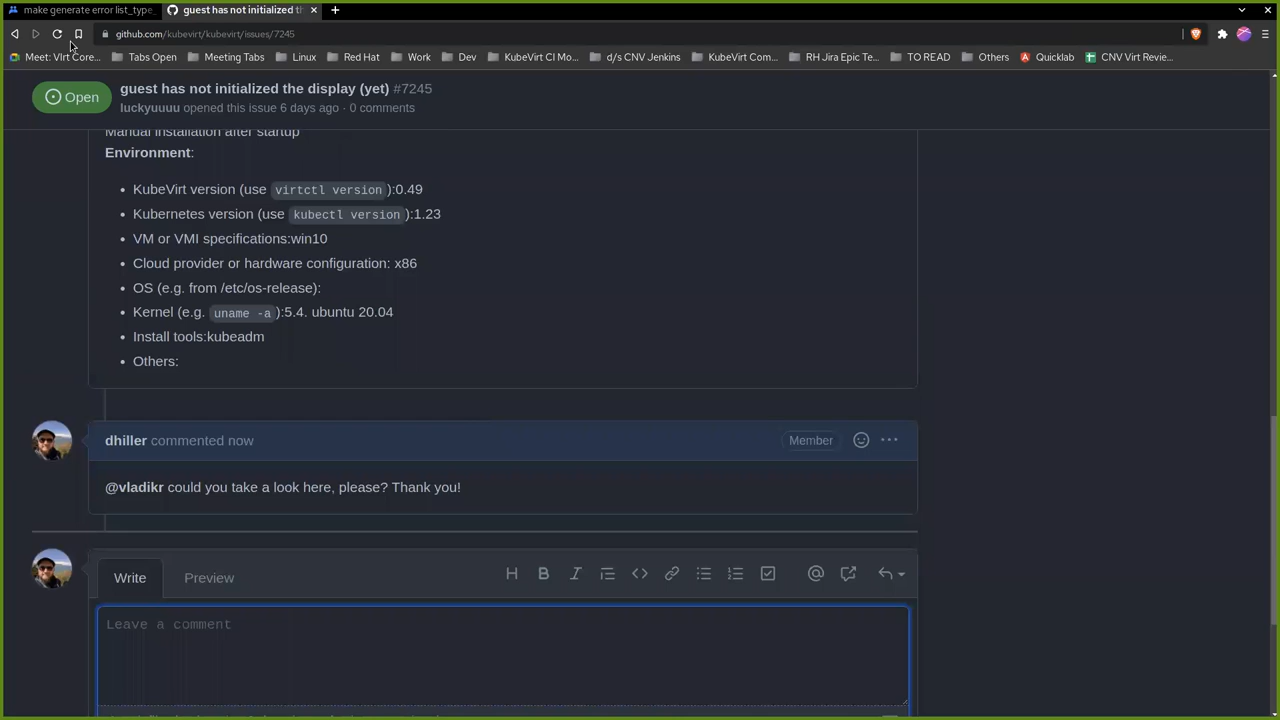 make generate error list_type
guest has not initialized th
github.com/kubevirt/kubevirt/issues/7245
Meet: VIrt Core... Tabs Open Meeting Tabs Linux Red Hat Work Dev KubeVirt CI Mo... d/s CNV Jenkins KubeVirt Com... RH Jira Epic Te... TO READ Others Quicklab CNV Virt Revie...
Open
guest has not initialized the display (yet) #7245
luckyuuuu opened this issue 6 days ago · 0 comments
Manual installation after startup
Environment:
• KubeVirt version (use virtctl version ):0.49
• Kubernetes version (use kubectl version ):1.23
• VM or VMI specifications:win10
• Cloud provider or hardware configuration: x86
• OS (e.g. from /etc/os-release):
• Kernel (e.g. uname -a ):5.4. ubuntu 20.04
• Install tools:kubeadm
• Others:
dhiller commented now Member
@vladikr could you take a look here, please? Thank you!
Write Preview
Leave a comment